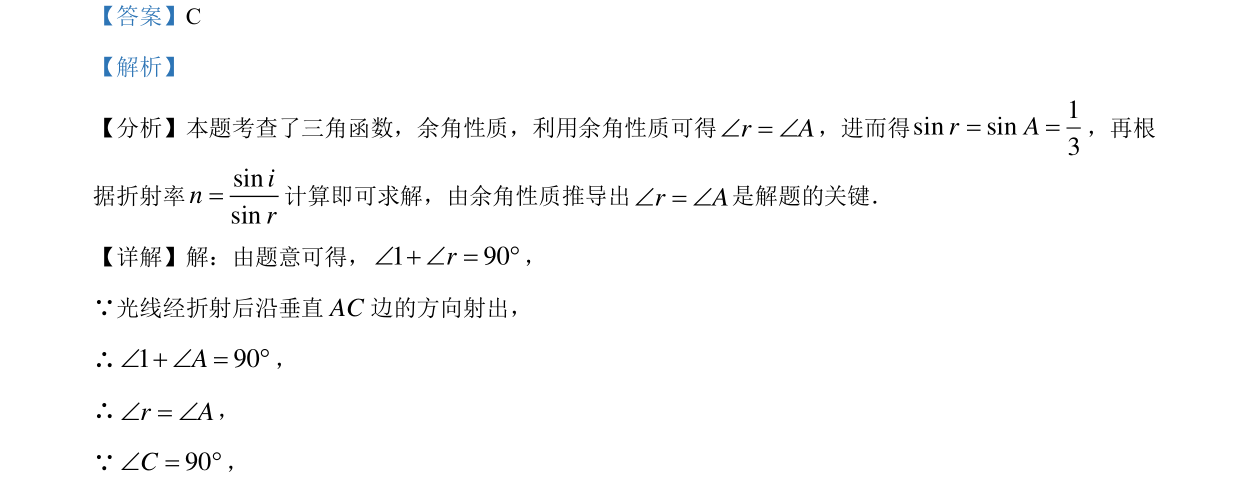 【答案】C
【解析】
【分析】本题考查了三角函数，余角性质，利用余角性质可得∠r = ∠A，进而得sin r = sin A = 1/3，再根
据折射率 n = sin i / sin r 计算即可求解，由余角性质推导出∠r = ∠A是解题的关键．
【详解】解：由题意可得，∠1+∠r = 90°，
∵光线经折射后沿垂直 AC 边的方向射出，
∴∠1+∠A = 90°，
∴∠r = ∠A，
∵∠C = 90°，